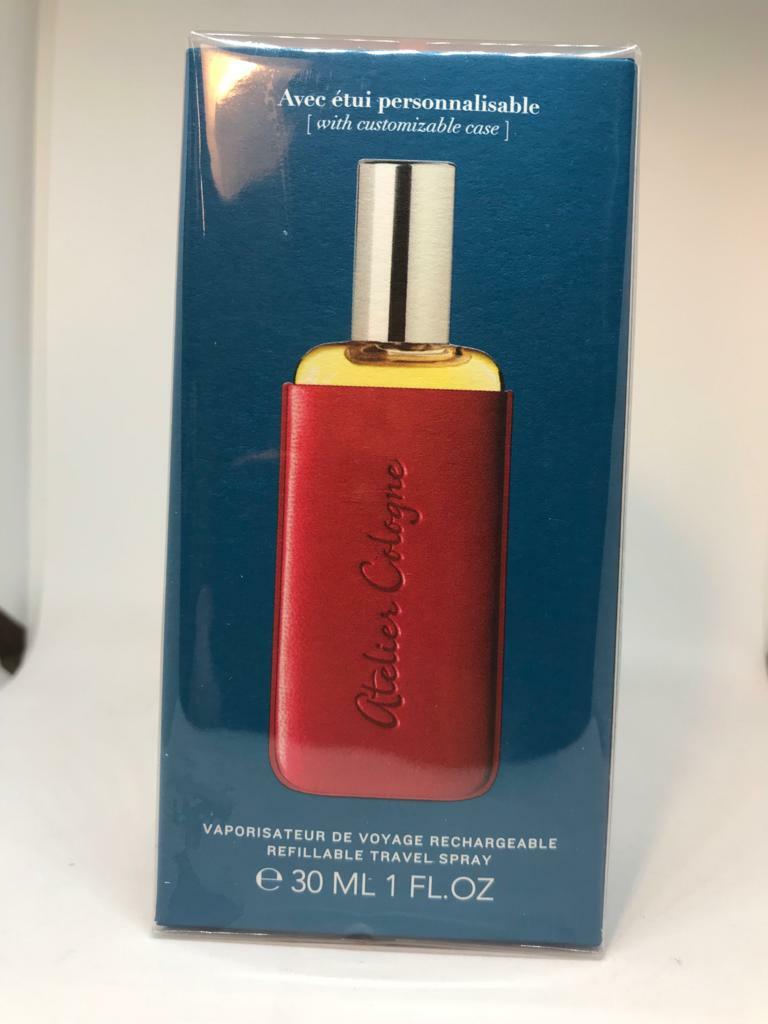 Avec étui personnalisable
[ with customizable case ]
Atelier Cologne
VAPORISATEUR DE VOYAGE RECHARGEABLE
REFILLABLE TRAVEL SPRAY
℮ 30 ML 1 FL.OZ